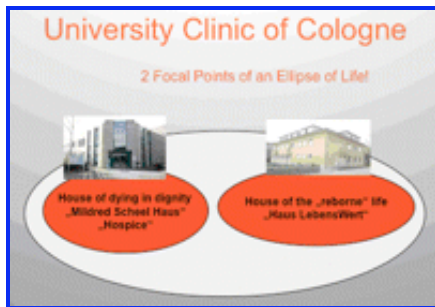 University Clinic of Cologne
2 Focal Points of an Ellipse of Life!
House of dying in dignity
„Mildred Scheel Haus"
„Hospice"
House of the „reborne" life
„Haus LebensWert"